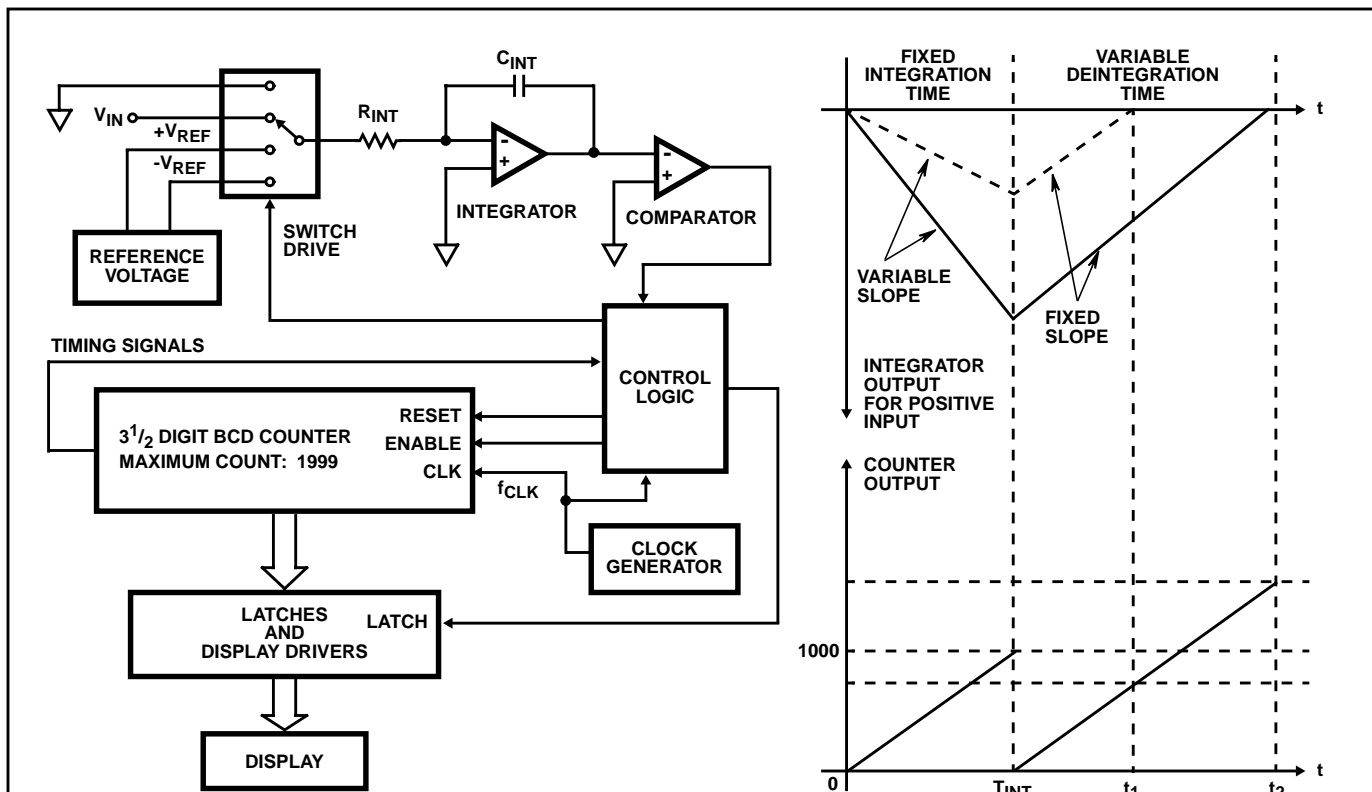 C_INT
R_INT
V_IN
+V_REF
-V_REF
INTEGRATOR
COMPARATOR
SWITCH
DRIVE
REFERENCE
VOLTAGE
TIMING SIGNALS
CONTROL
LOGIC
3^1/2 DIGIT BCD COUNTER
MAXIMUM COUNT: 1999
RESET
ENABLE
CLK
f_CLK
CLOCK
GENERATOR
LATCHES
AND
DISPLAY DRIVERS
LATCH
DISPLAY
FIXED
INTEGRATION
TIME
VARIABLE
DEINTEGRATION
TIME
t
VARIABLE
SLOPE
FIXED
SLOPE
INTEGRATOR
OUTPUT
FOR POSITIVE
INPUT
COUNTER
OUTPUT
1000
0
T_INT
t_1
t_2
t
- 
+
- 
+